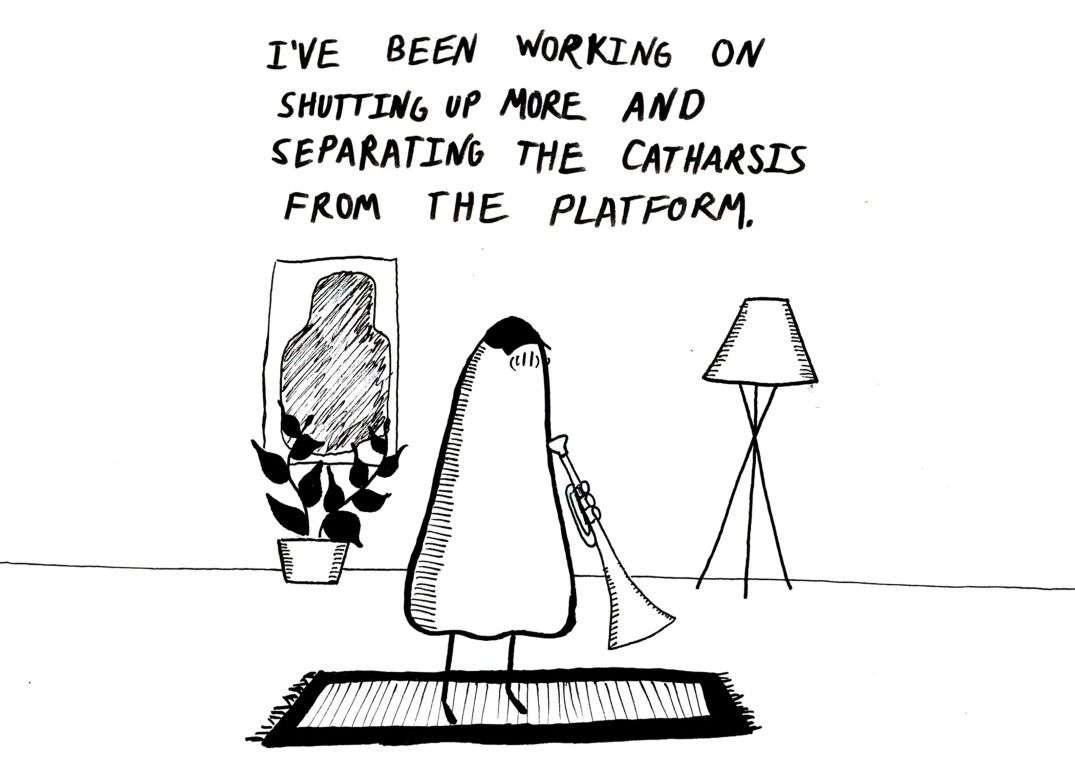 I'VE BEEN WORKING ON
SHUTTING UP MORE AND
SEPARATING THE CATHARSIS
FROM THE PLATFORM.